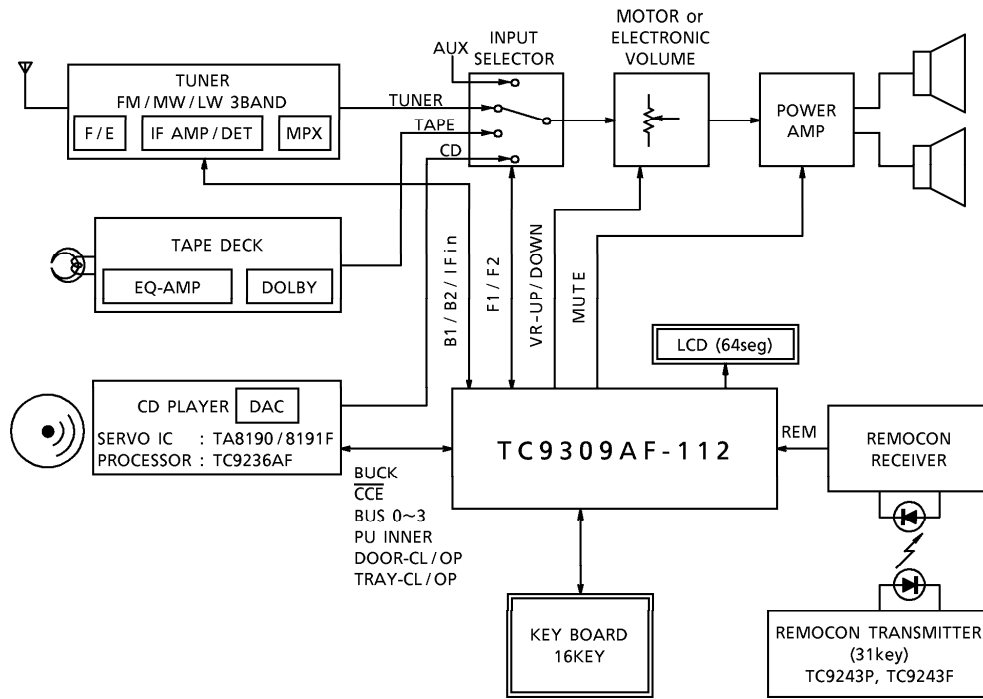 TUNER
FM/MW/LW 3BAND
F/E
IF AMP/DET
MPX
AUX
INPUT
SELECTOR
TUNER
TAPE
CD
MOTOR or
ELECTRONIC
VOLUME
POWER
AMP
TAPE DECK
EQ-AMP
DOLBY
B1/B2/IFin
F1/F2
VR-UP/DOWN
MUTE
LCD (64seg)
CD PLAYER
DAC
SERVO IC : TA8190/8191F
PROCESSOR : TC9236AF
BUCK
CCE
BUS 0~3
PU INNER
DOOR-CL/OP
TRAY-CL/OP
TC9309AF-112
REM
REMOCON
RECEIVER
KEY BOARD
16KEY
REMOCON TRANSMITTER
(31key)
TC9243P, TC9243F